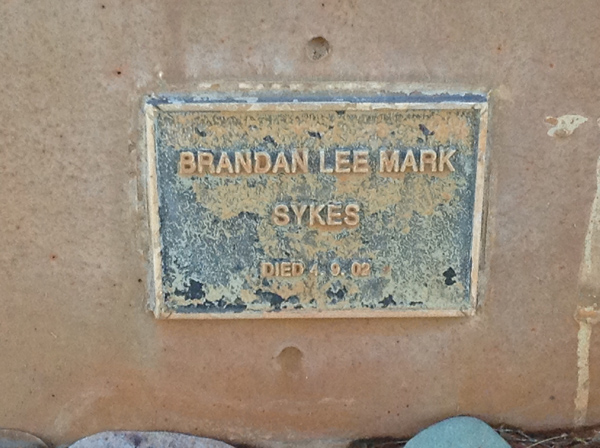 BRANDAN LEE MARK
SYKES
DIED 4. 9. 02